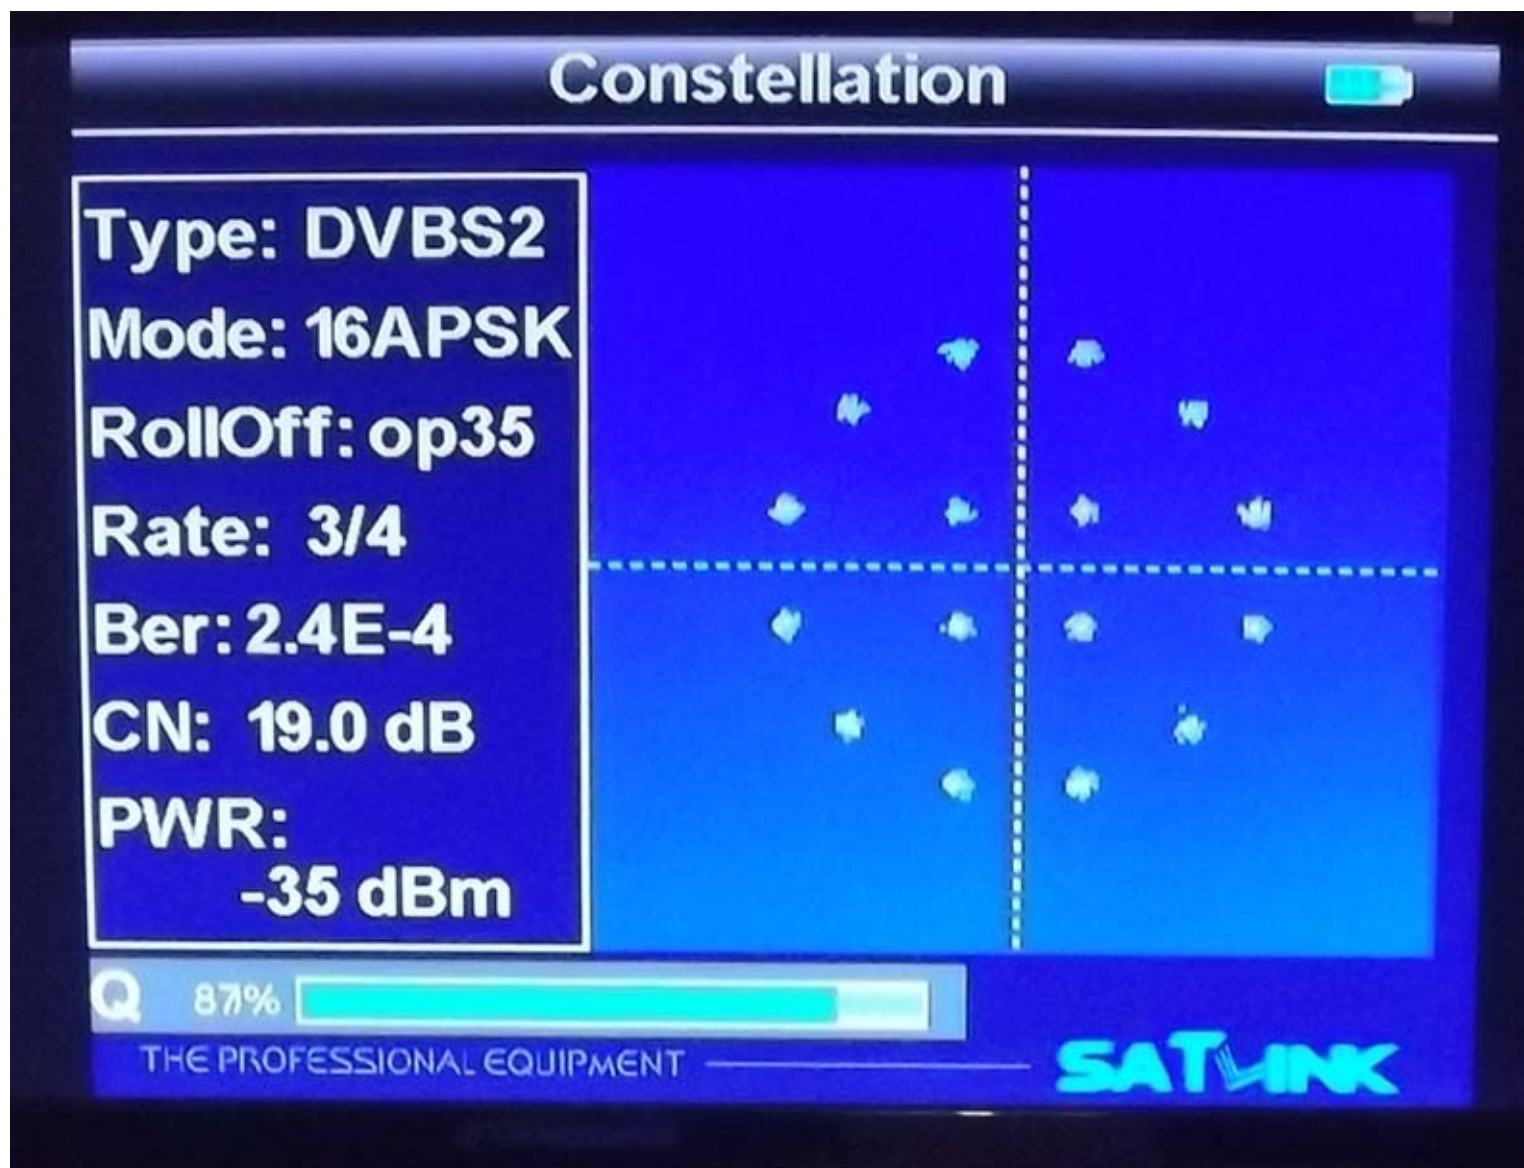 Constellation
Type: DVBS2
Mode: 16APSK
RollOff: op35
Rate: 3/4
Ber: 2.4E-4
CN: 19.0 dB
PWR:
-35 dBm
Q
THE PROFESSIONAL EQUIPMENT
SATLINK